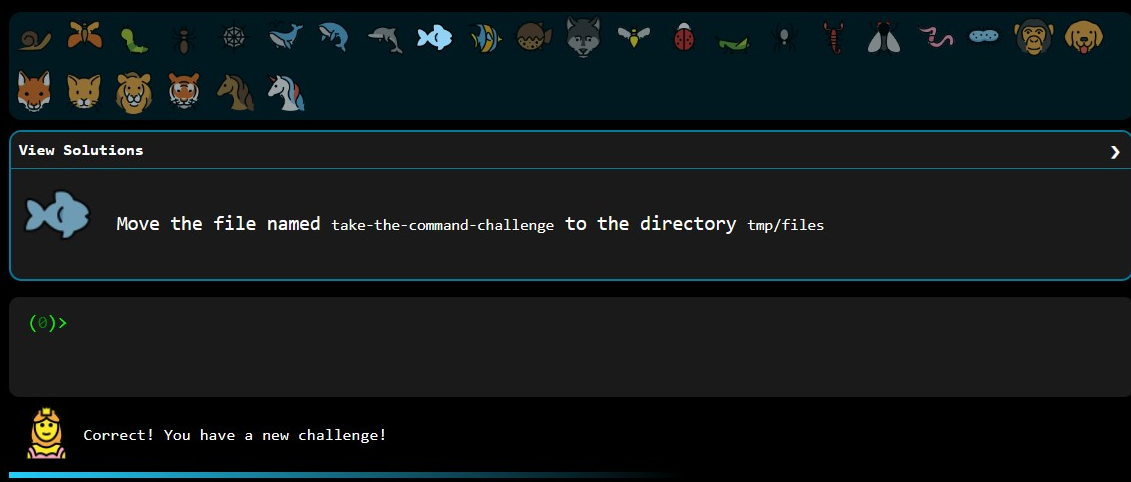 View Solutions ❯
Move the file named take-the-command-challenge to the directory tmp/files
(0)>
Correct! You have a new challenge!